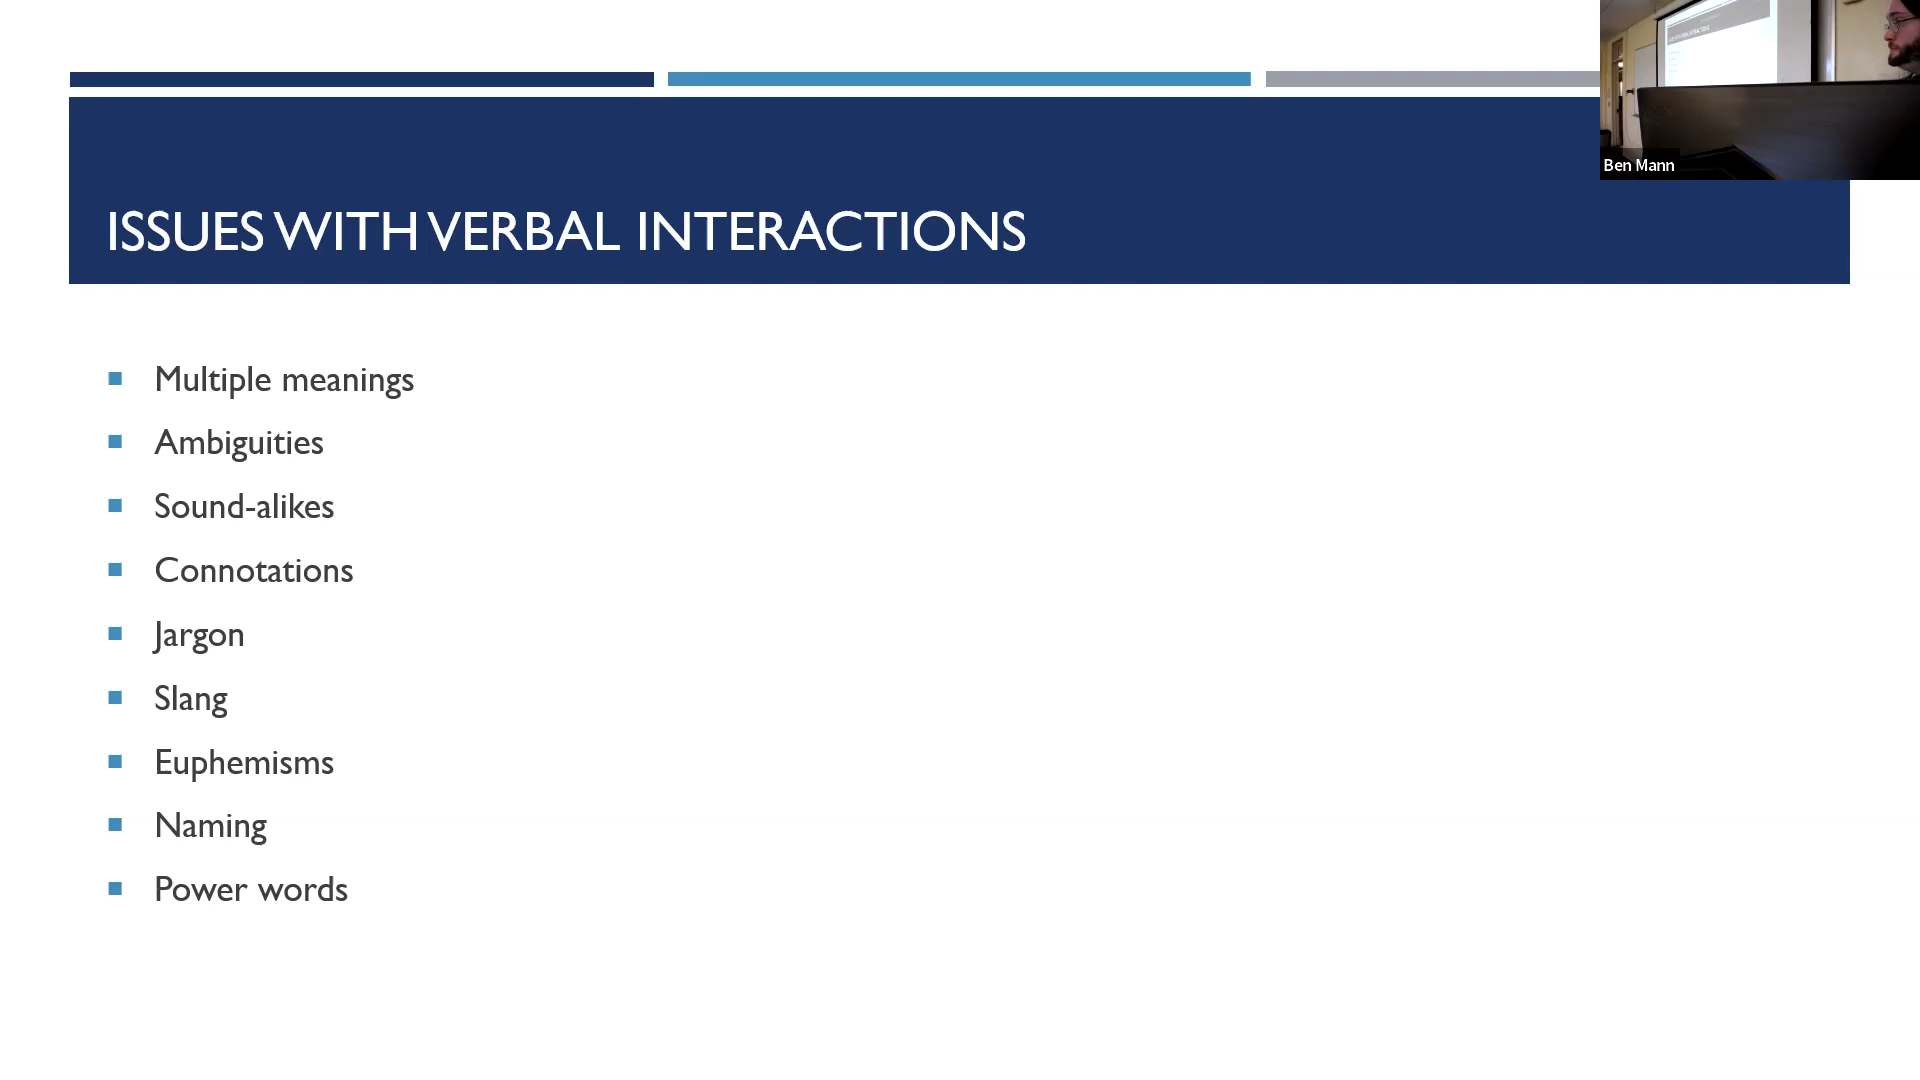 ISSUES WITH VERBAL INTERACTIONS
Ben Mann
Multiple meanings
Ambiguities
Sound-alikes
Connotations
Jargon
Slang
Euphemisms
Naming
Power words